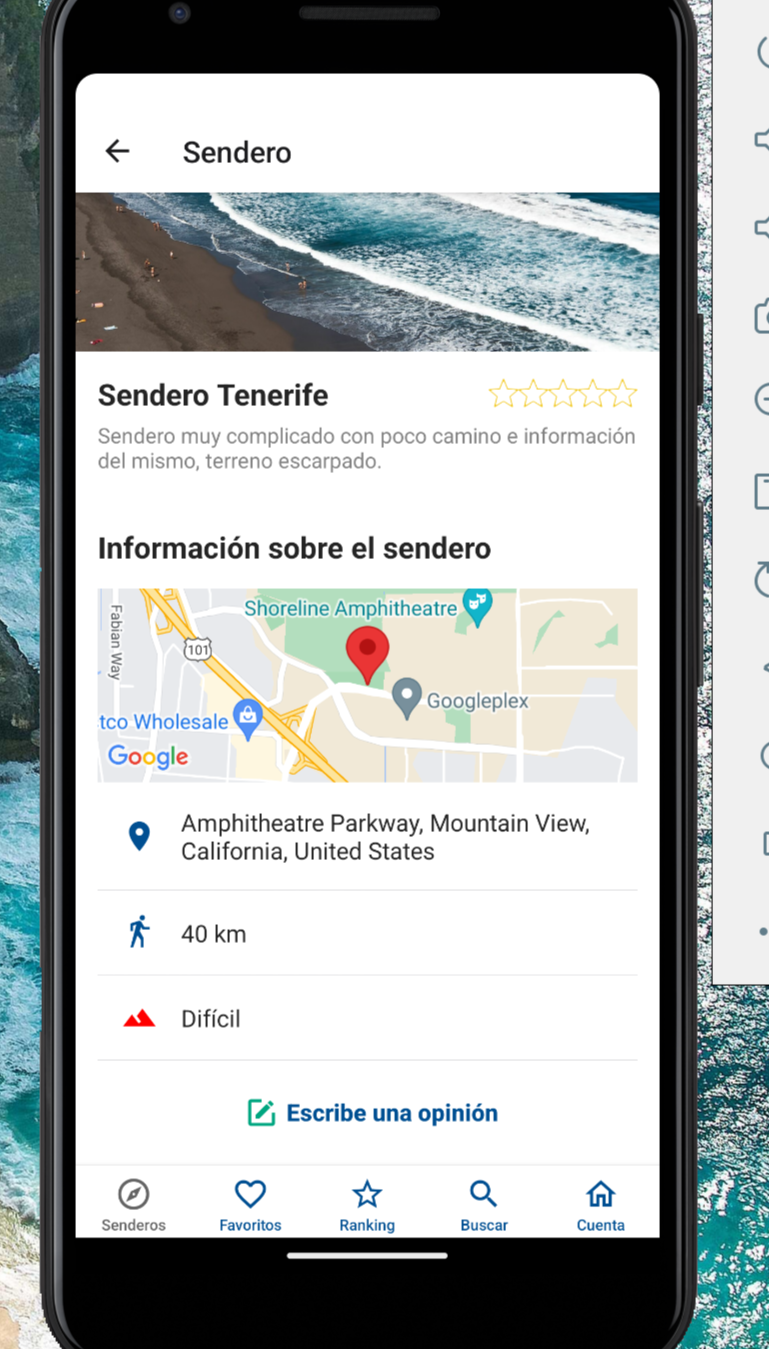 Sendero
Sendero Tenerife
Sendero muy complicado con poco camino e información
del mismo, terreno escarpado.
Información sobre el sendero
Shoreline Amphitheatre
Fabian Way
101
Googleplex
tco Wholesale
Google
Amphitheatre Parkway, Mountain View,
California, United States
40 km
Difícil
Escribe una opinión
Senderos
Favoritos
Ranking
Buscar
Cuenta